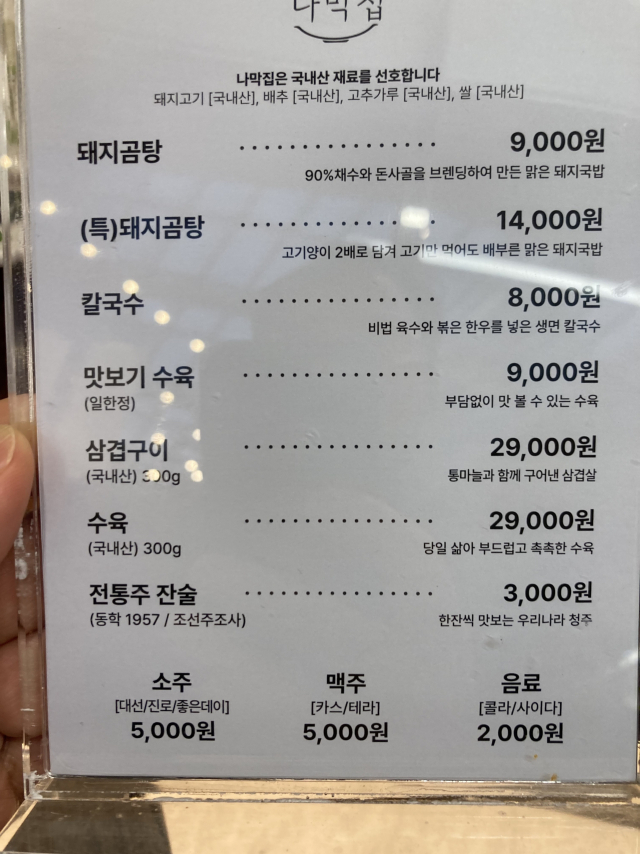 나막집
나막집은 국내산 재료를 선호합니다
돼지고기 [국내산], 배추 [국내산], 고추가루 [국내산], 쌀 [국내산]
돼지곰탕 ················ 9,000원
90%채수와 돈사골을 브렌딩하여 만든 맑은 돼지국밥
(특)돼지곰탕 ················ 14,000원
고기양이 2배로 담겨 고기만 먹어도 배부른 맑은 돼지국밥
칼국수 ················ 8,000원
비법 육수와 볶은 한우를 넣은 생면 칼국수
맛보기 수육 ················ 9,000원
(일한정) 부담없이 맛 볼 수 있는 수육
삼겹구이 ················ 29,000원
(국내산) 300g 통마늘과 함께 구어낸 삼겹살
수육 ················ 29,000원
(국내산) 300g 당일 삶아 부드럽고 촉촉한 수육
전통주 잔술 ················ 3,000원
(동학 1957 / 조선주조사) 한잔씩 맛보는 우리나라 청주
소주 맥주 음료
[대선/진로/좋은데이] [카스/테라] [콜라/사이다]
5,000원 5,000원 2,000원